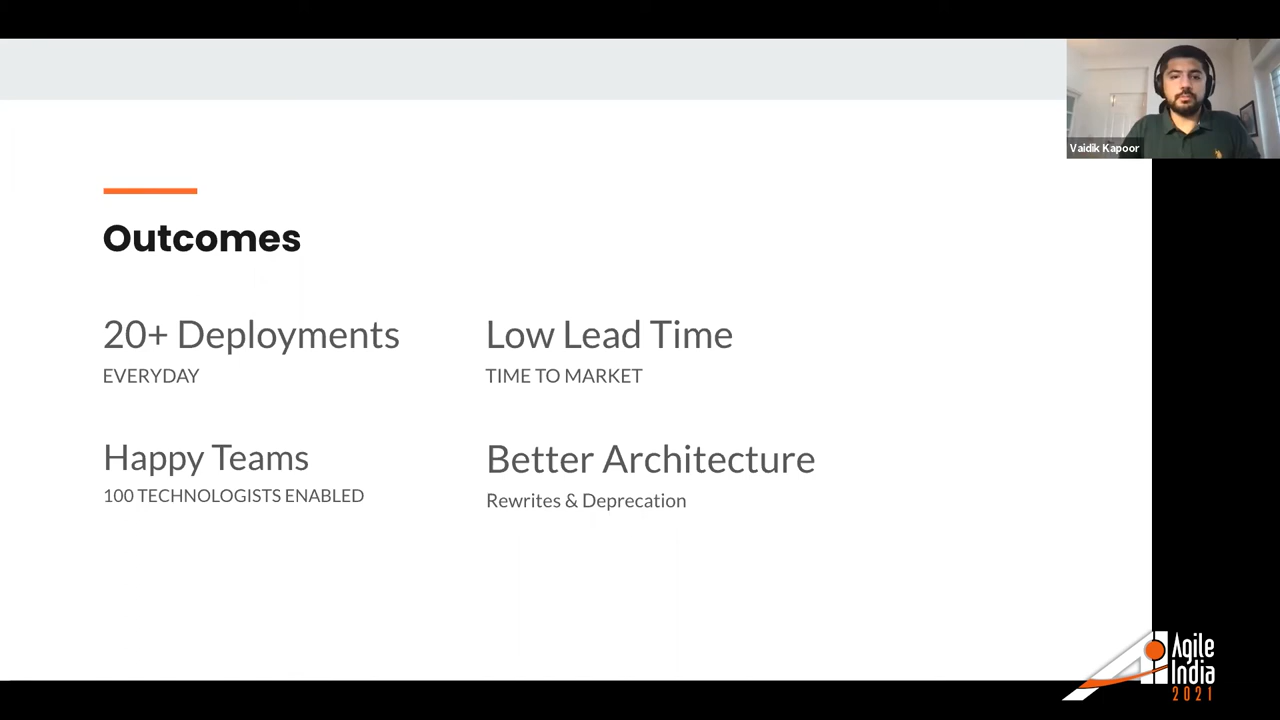 Vaidik Kapoor
Outcomes
20+ Deployments
EVERYDAY
Low Lead Time
TIME TO MARKET
Happy Teams
100 TECHNOLOGISTS ENABLED
Better Architecture
Rewrites & Deprecation
Agile
India
2021